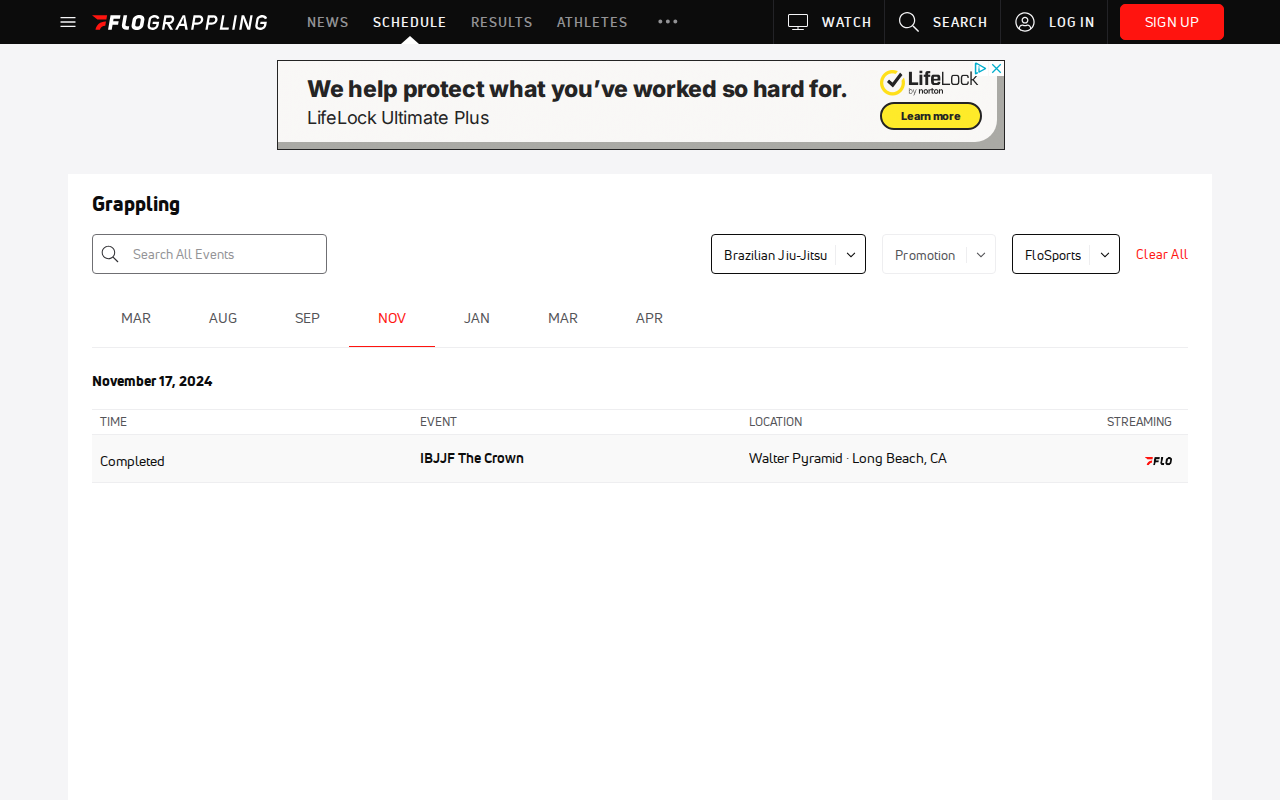 FLOGRAPPLING NEWS SCHEDULE RESULTS ATHLETES ••• WATCH SEARCH LOG IN SIGN UP
We help protect what you've worked so hard for.
LifeLock Ultimate Plus
LifeLock
by norton
Learn more
Grappling
Search All Events Brazilian Jiu-Jitsu Promotion FloSports Clear All
MAR AUG SEP NOV JAN MAR APR
November 17, 2024
TIME EVENT LOCATION STREAMING
Completed IBJJF The Crown Walter Pyramid · Long Beach, CA FLO